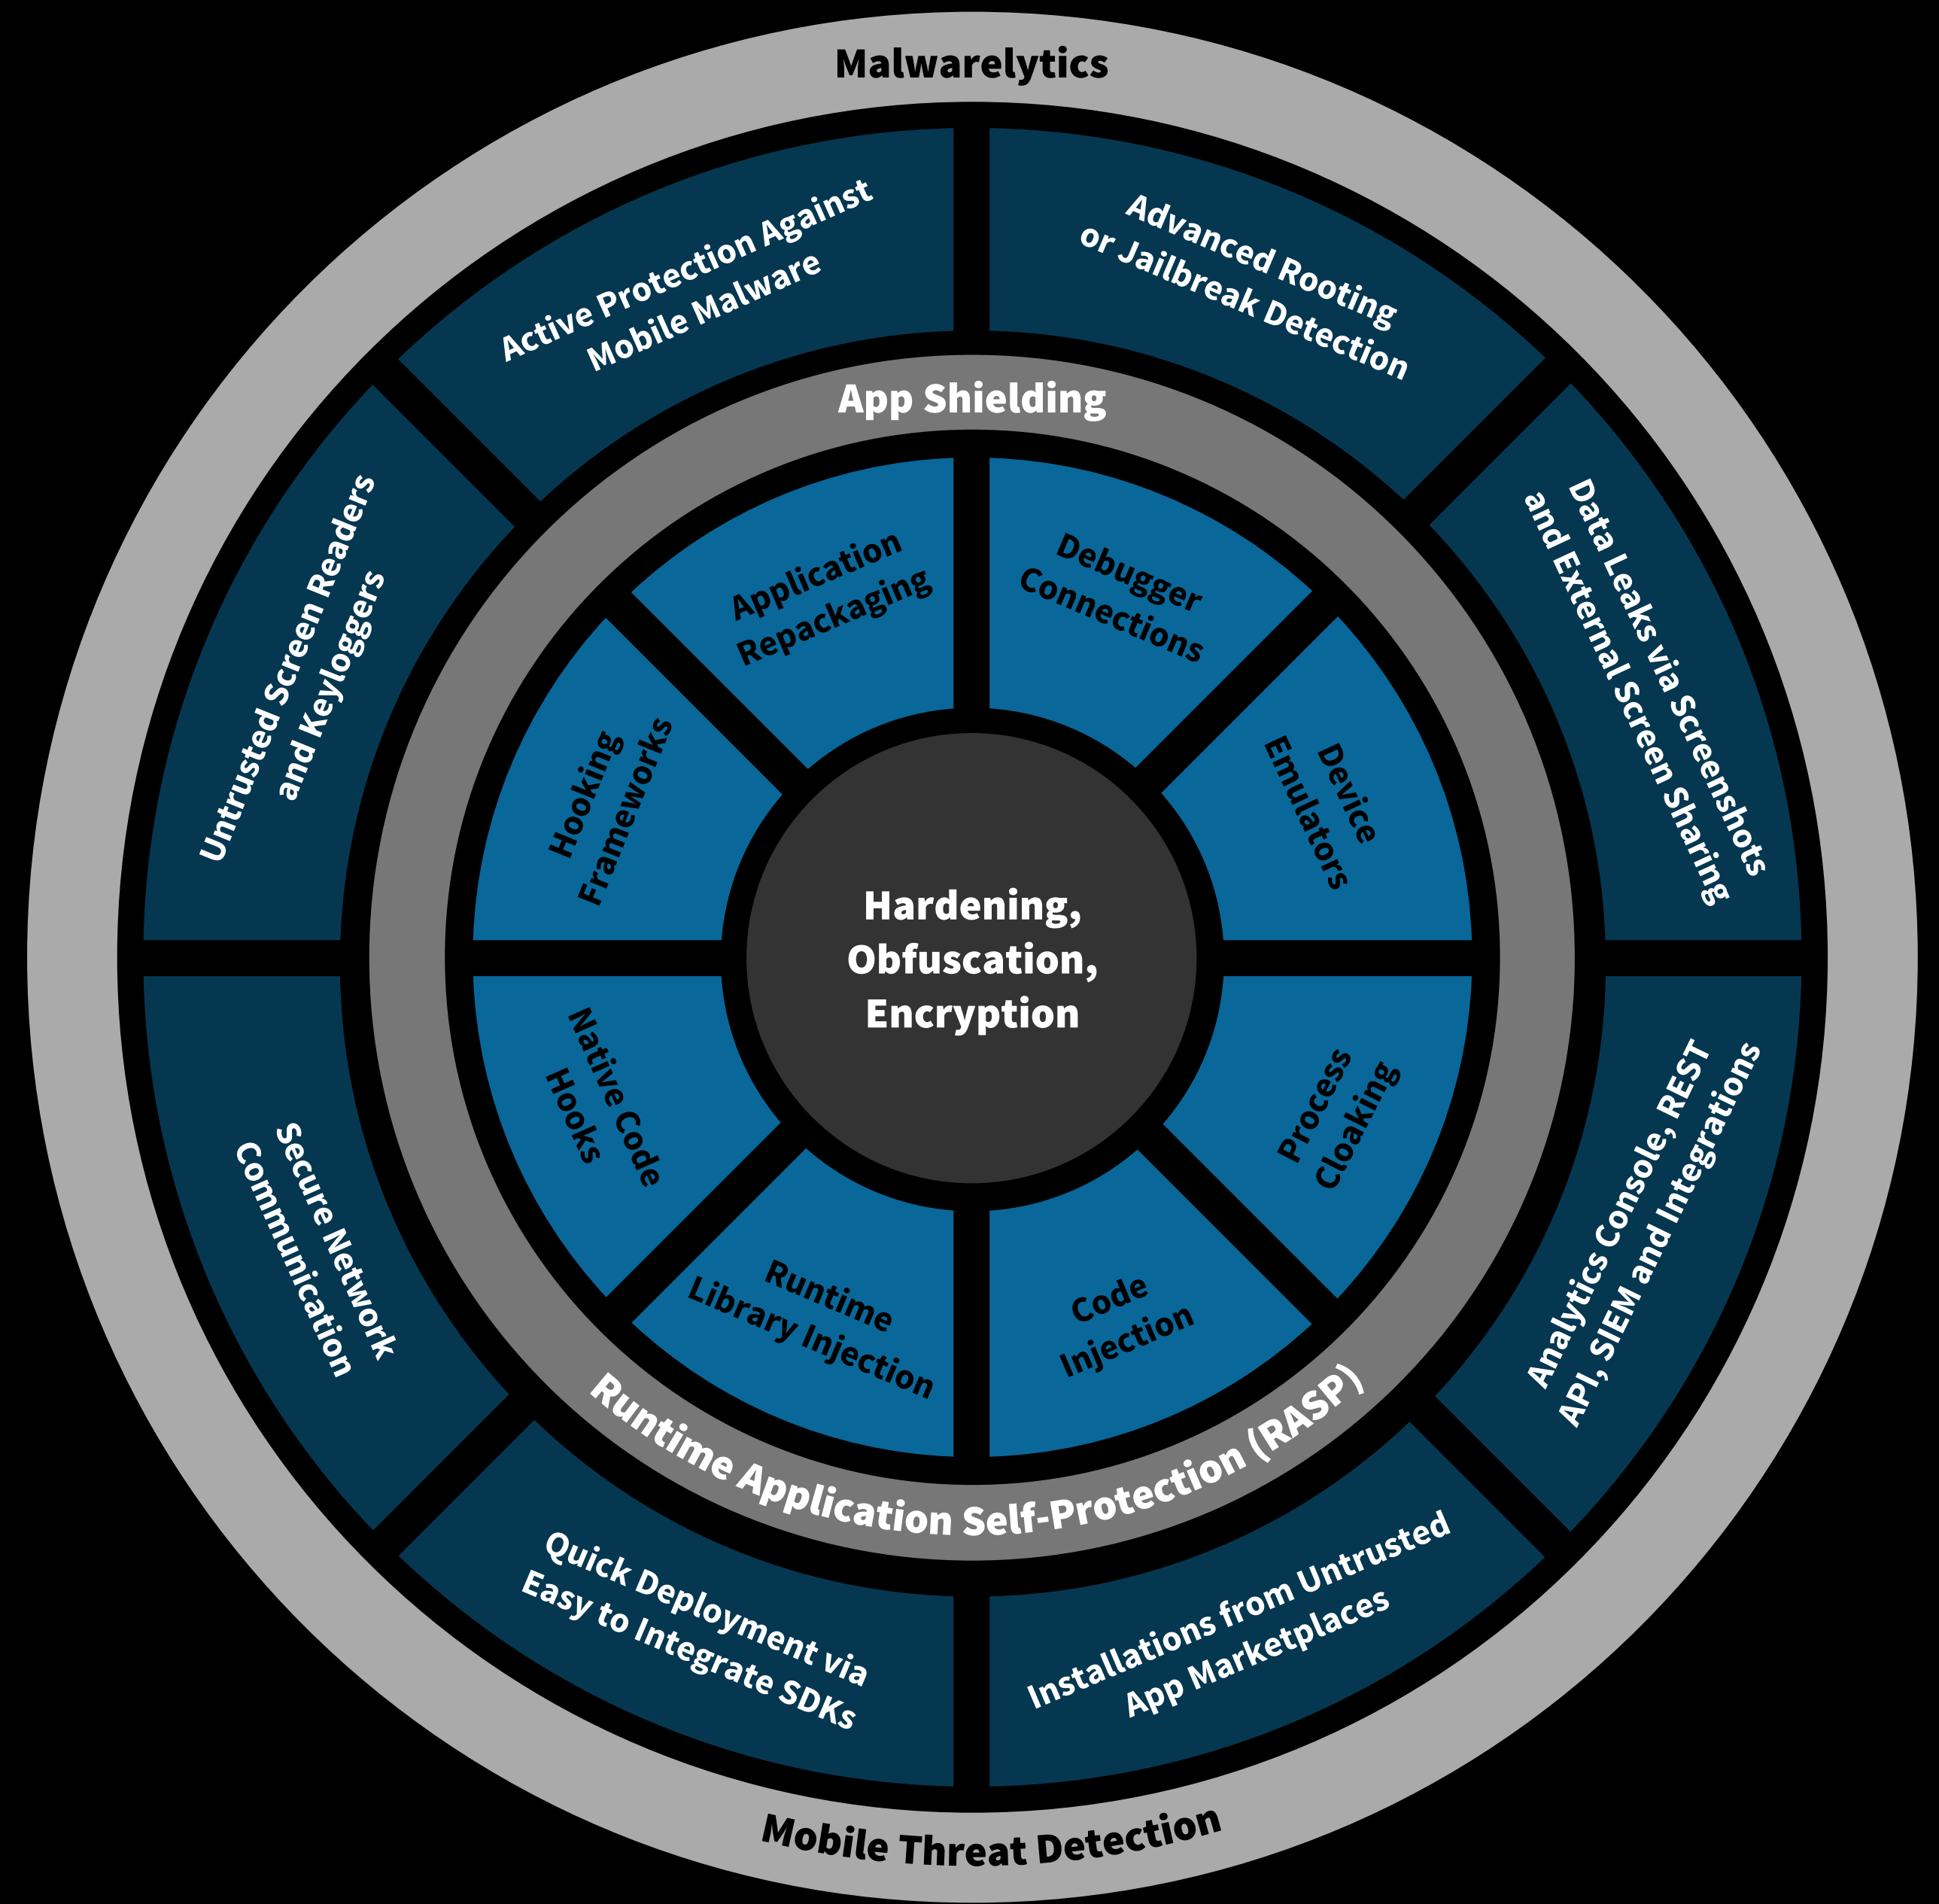 Malwarelytics
Active Protection Against
Mobile Malware
Advanced Rooting
or Jailbreak Detection
Untrusted Screen Readers
and Keyloggers
Data Leaks via Screenshots
and External Screen Sharing
App Shielding
Application
Repackaging
Debugger
Connections
Hooking
Frameworks
Device
Emulators
Hardening,
Obfuscation,
Encryption
Native Code
Hooks
Process
Cloaking
Runtime
Library Injection
Code
Injection
Runtime Application Self-Protection (RASP)
Secure Network
Communication
Analytics Console, REST
API, SIEM and Integrations
Quick Deployment via
Easy to Integrate SDKs
Installations from Untrusted
App Marketplaces
Mobile Threat Detection